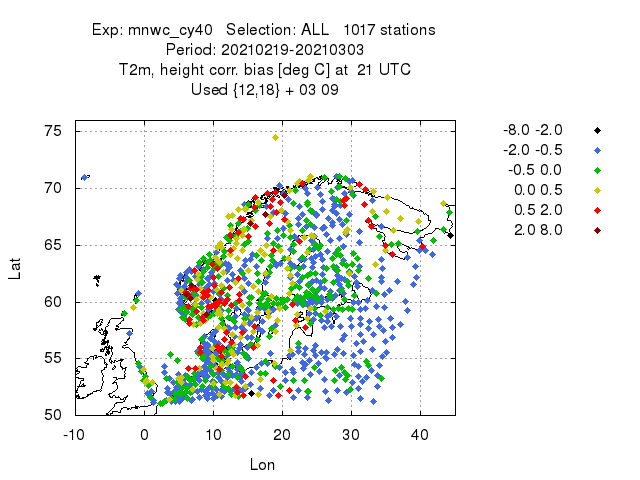 Exp: mnwc_cy40   Selection: ALL   1017 stations
Period: 20210219-20210303
T2m, height corr. bias [deg C] at  21 UTC
Used {12,18} + 03 09
-8.0 -2.0
-2.0 -0.5
-0.5 0.0
0.0 0.5
0.5 2.0
2.0 8.0
75
70
65
60
55
50
Lat
-10 0 10 20 30 40
Lon